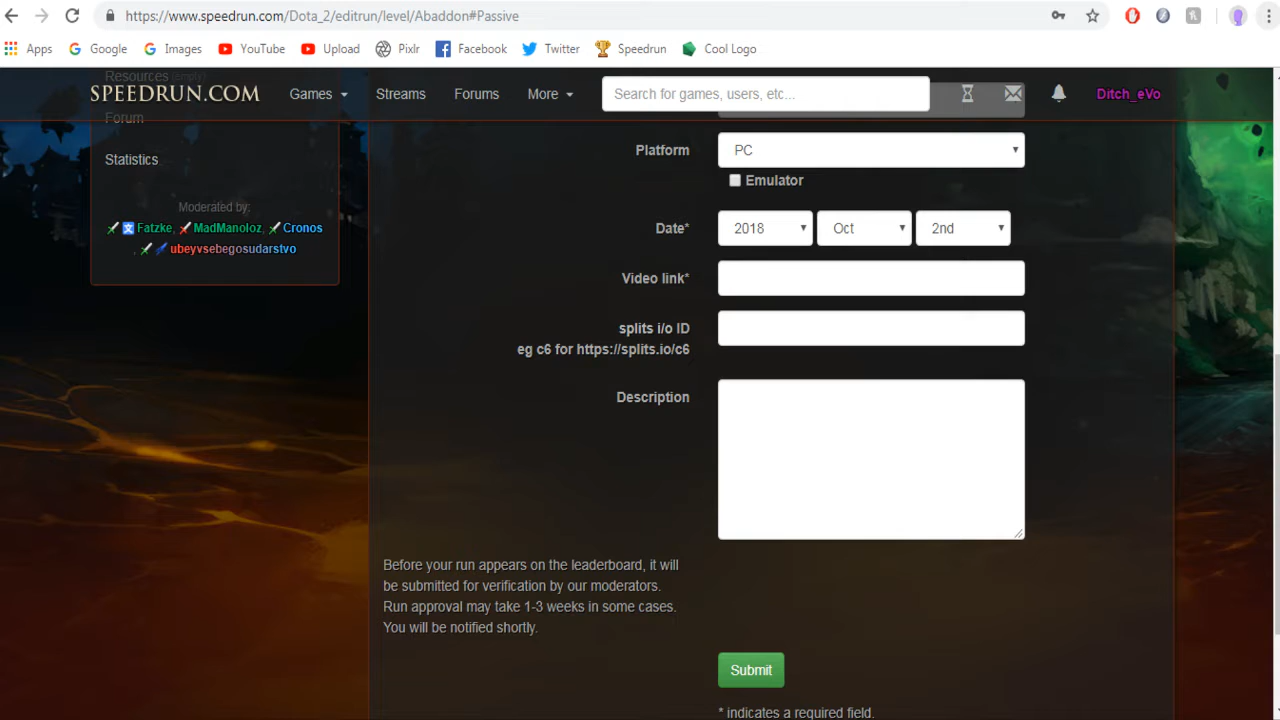 https://www.speedrun.com/Dota_2/editrun/level/Abaddon#Passive
Apps Google Images YouTube Upload Pixlr Facebook Twitter Speedrun Cool Logo
Resources (empty)
SPEEDRUN.COM Games Streams Forums More Search for games, users, etc... Ditch_eVo
Forum
Statistics
Moderated by:
文 Fatzke, MadManoloz, Cronos
, ubeyvsebegosudarstvo
Platform PC
Emulator
Date* 2018 Oct 2nd
Video link*
splits i/o ID
eg c6 for https://splits.io/c6
Description
Before your run appears on the leaderboard, it will
be submitted for verification by our moderators.
Run approval may take 1-3 weeks in some cases.
You will be notified shortly.
Submit
* indicates a required field.